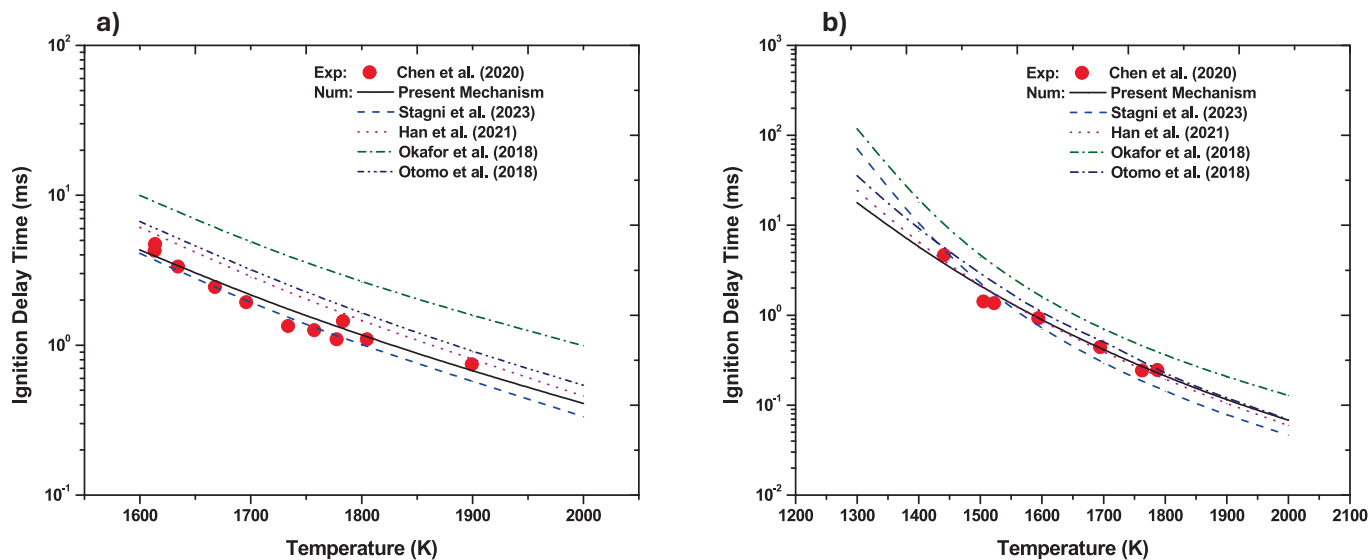 a)
10^2
10^1
10^0
10^-1
Ignition Delay Time (ms)
Exp: Chen et al. (2020)
Num: Present Mechanism
Stagni et al. (2023)
Han et al. (2021)
Okafor et al. (2018)
Otomo et al. (2018)
1600 1700 1800 1900 2000
Temperature (K)
b)
10^3
10^2
10^1
10^0
10^-1
10^-2
Ignition Delay Time (ms)
Exp: Chen et al. (2020)
Num: Present Mechanism
Stagni et al. (2023)
Han et al. (2021)
Okafor et al. (2018)
Otomo et al. (2018)
1200 1300 1400 1500 1600 1700 1800 1900 2000 2100
Temperature (K)